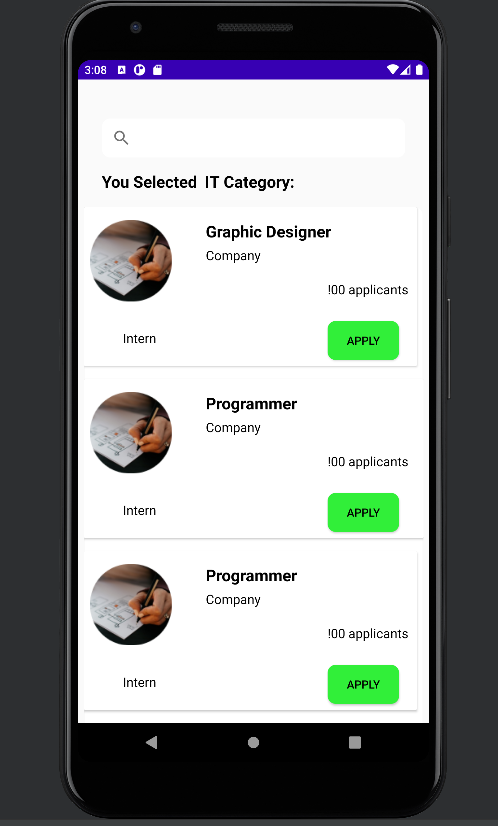 3:08
You Selected  IT Category:
Graphic Designer
Company
!00 applicants
Intern
APPLY
Programmer
Company
!00 applicants
Intern
APPLY
Programmer
Company
!00 applicants
Intern
APPLY